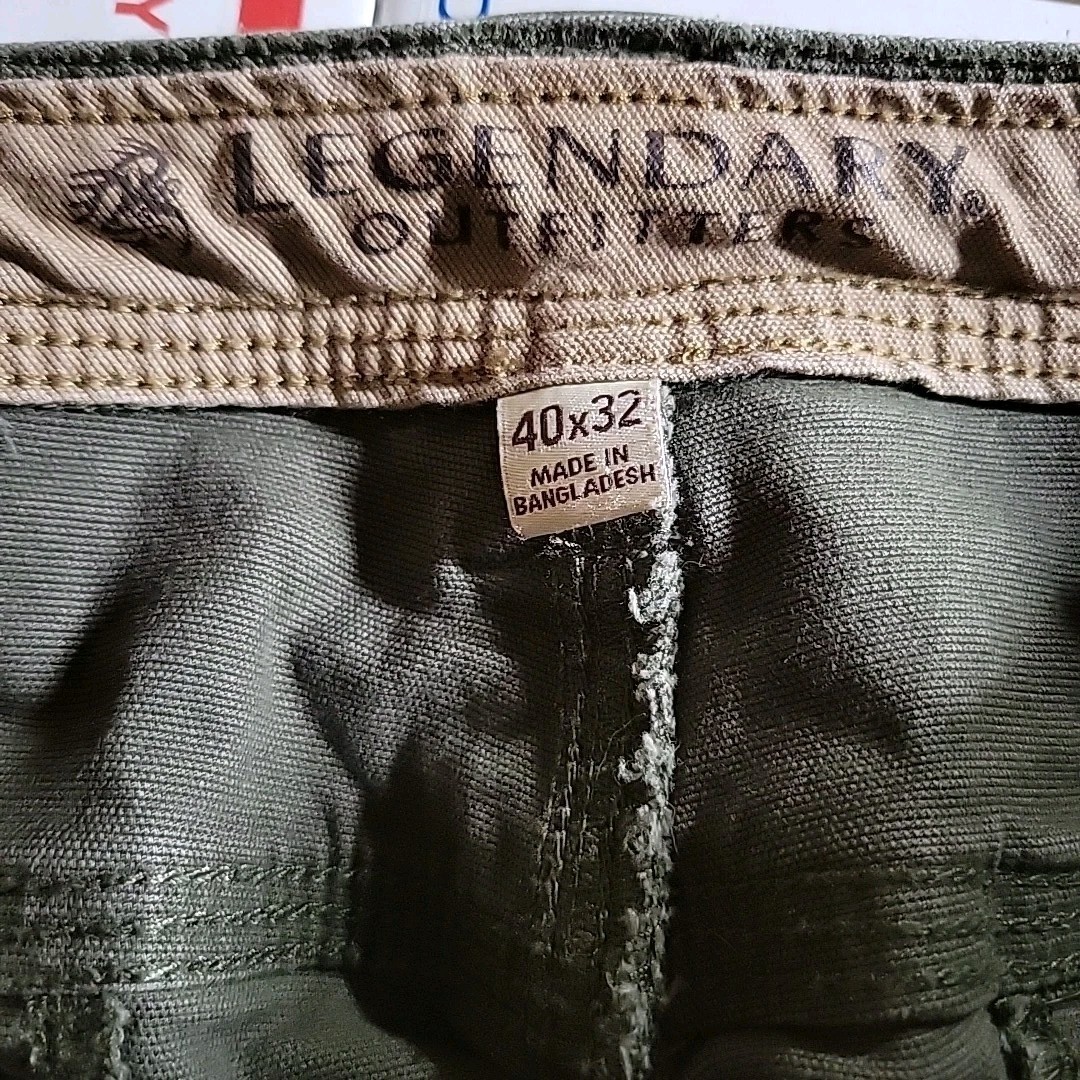 LEGENDARY®
OUTFITTERS
40x32
MADE IN
BANGLADESH